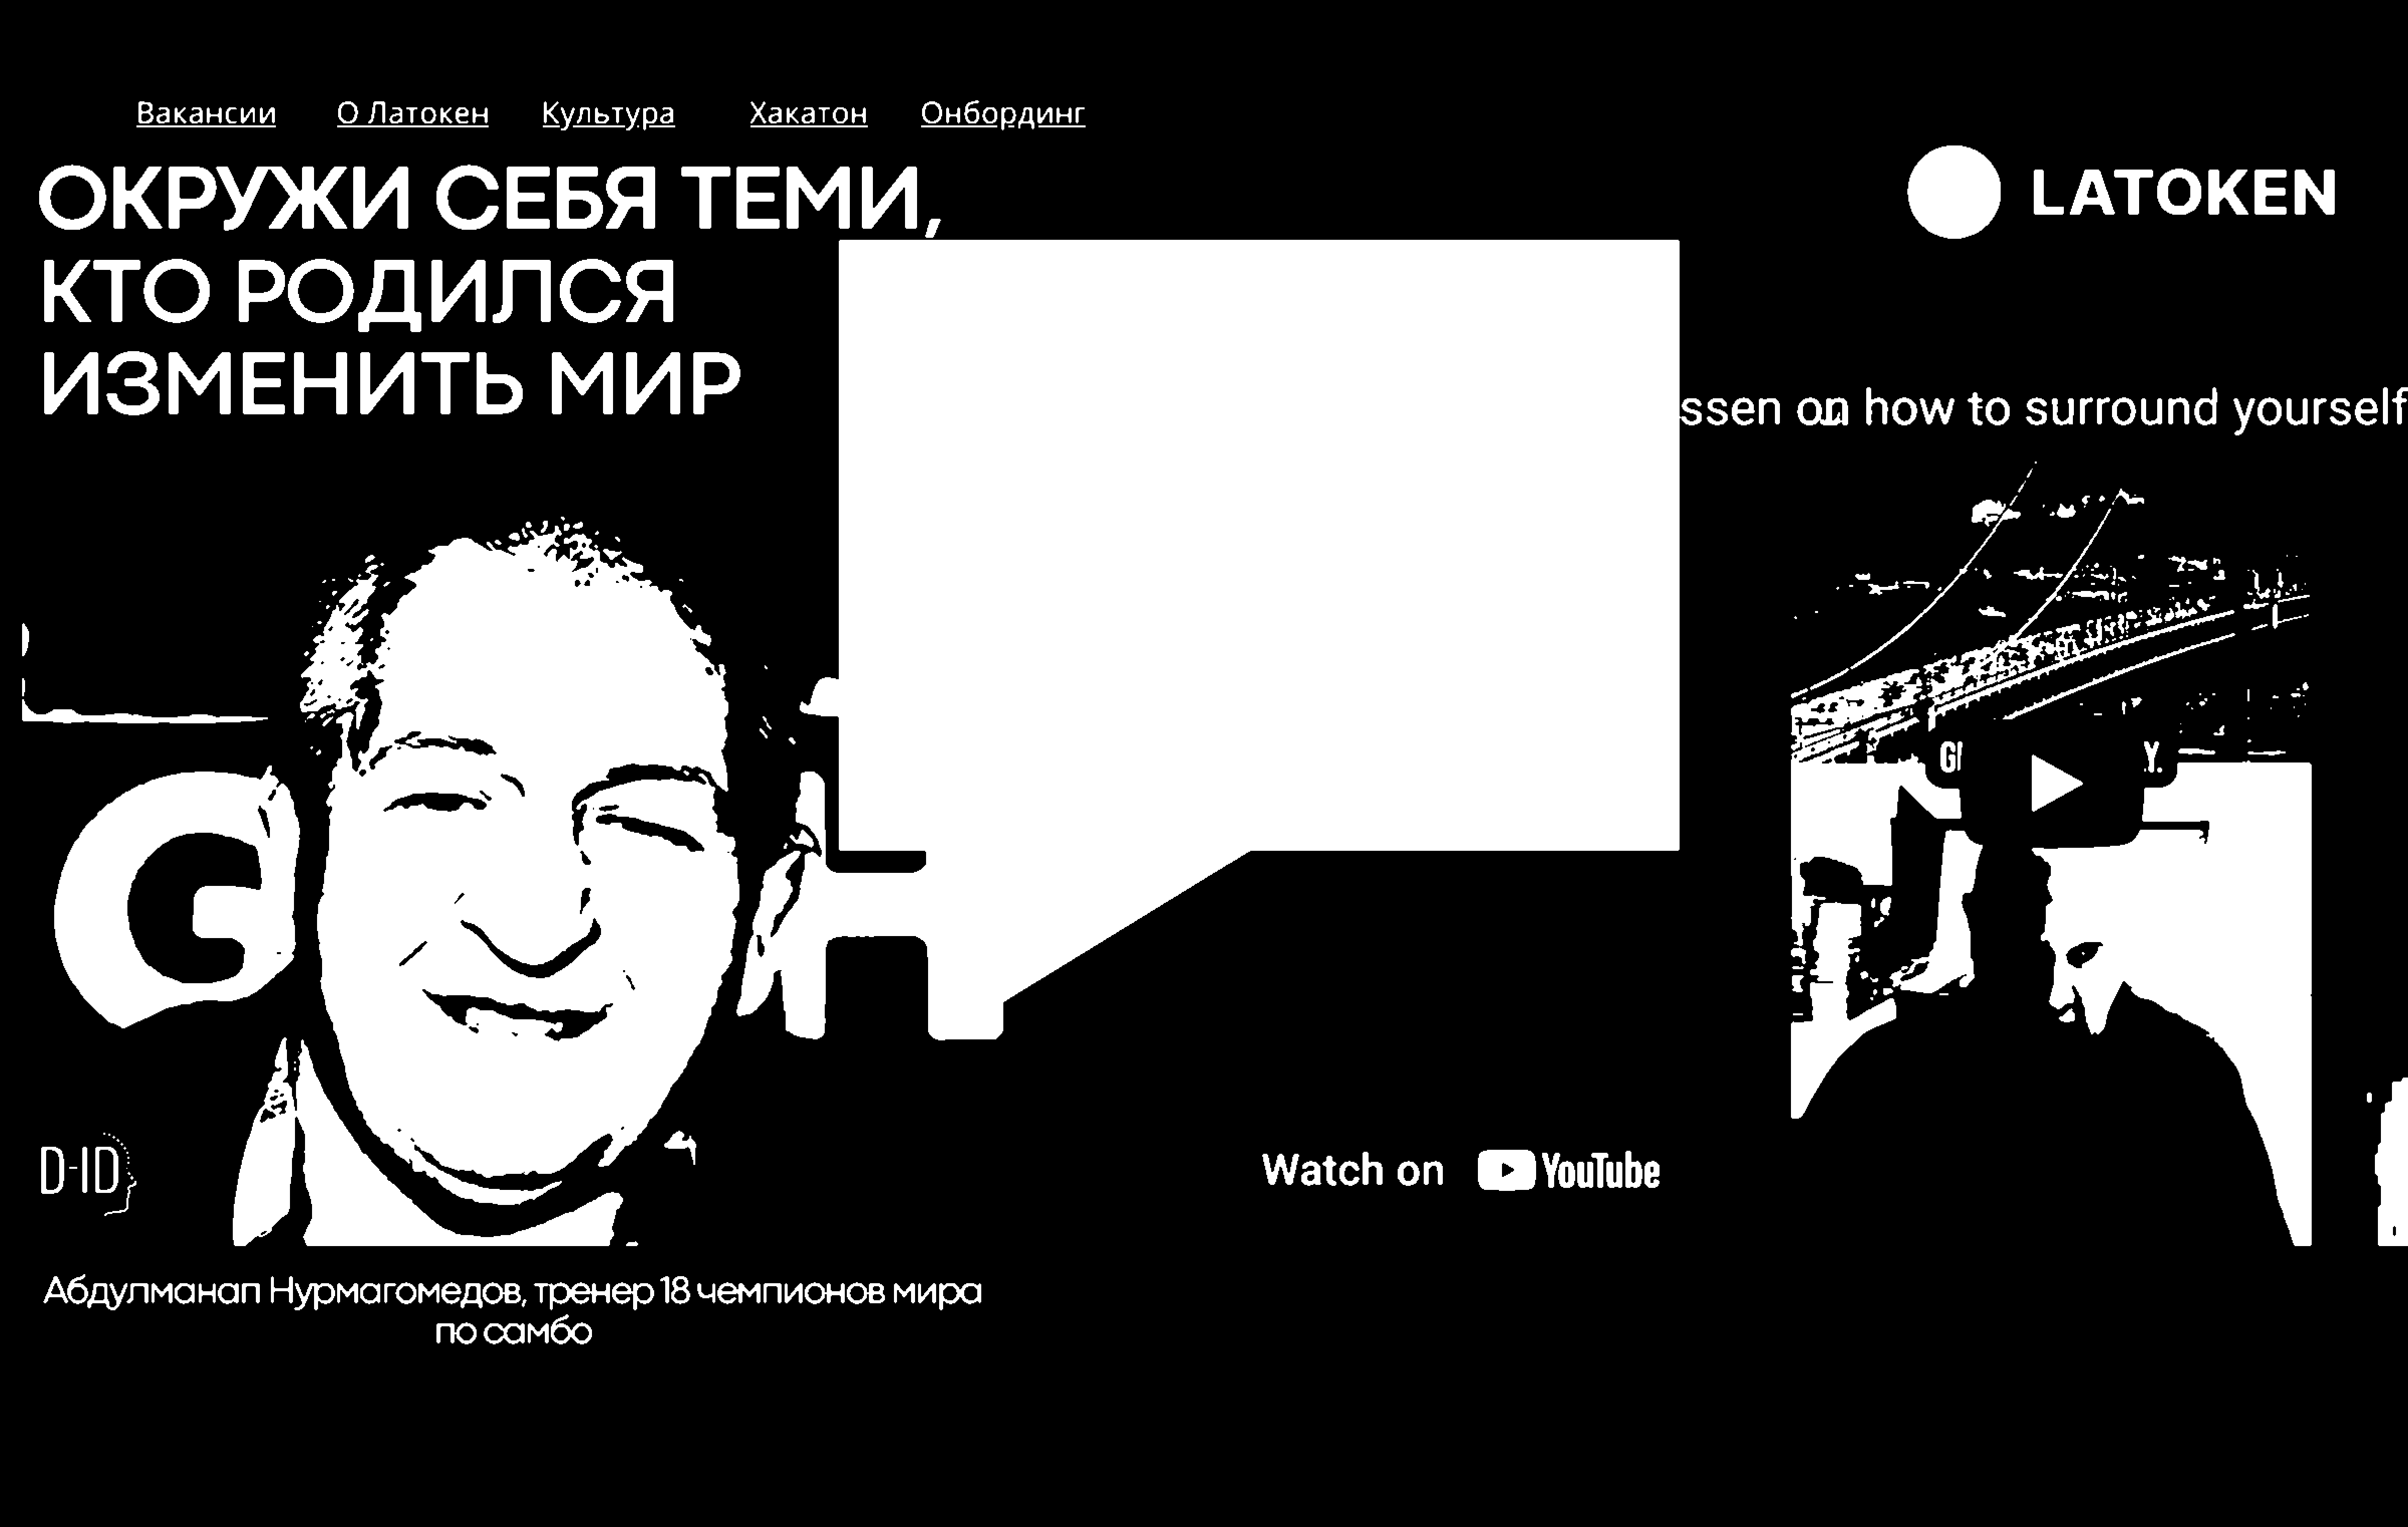 Вакансии О Латокен Культура Хакатон Онбординг
ОКРУЖИ СЕБЯ ТЕМИ,
КТО РОДИЛСЯ
ИЗМЕНИТЬ МИР
LATOKEN
ssen on how to surround yourself
G
D-ID
Watch on YouTube
Абдулманап Нурмагомедов, тренер 18 чемпионов мира
по самбо